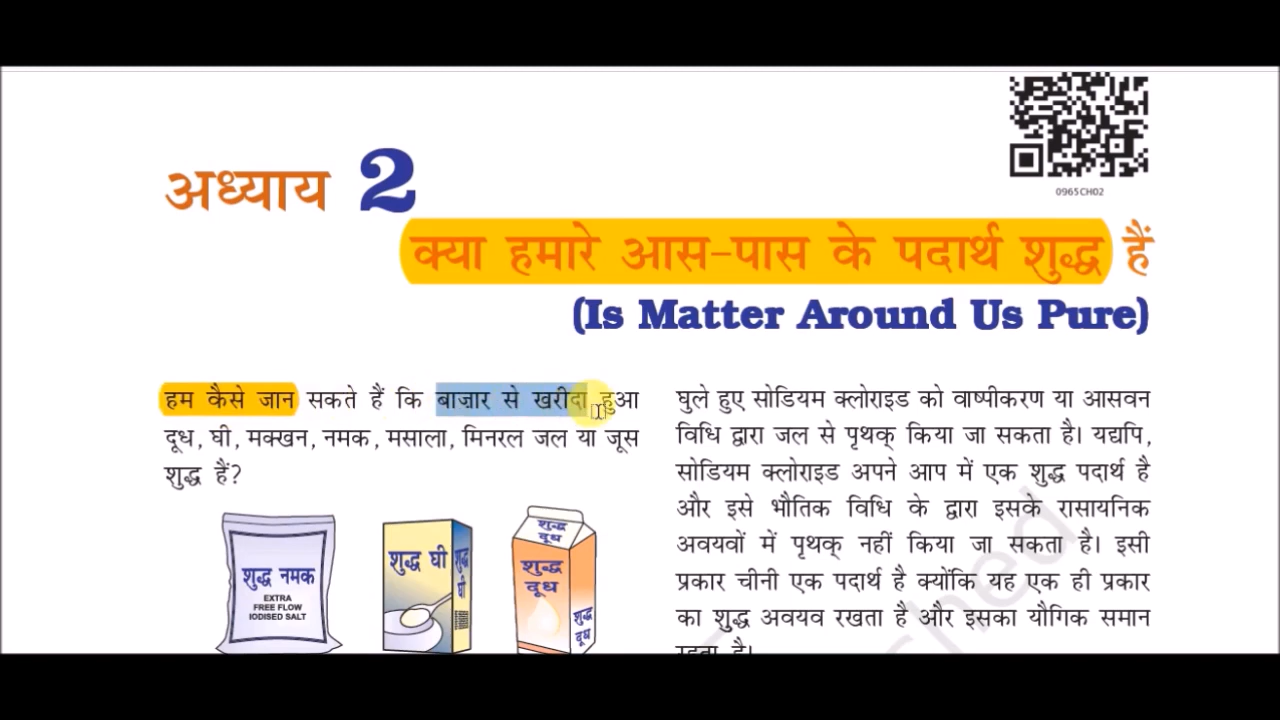 0965CH02
अध्याय 2
क्या हमारे आस-पास के पदार्थ शुद्ध हैं
(Is Matter Around Us Pure)
हम कैसे जान सकते हैं कि बाजार से खरीदा हुआ
दूध, घी, मक्खन, नमक, मसाला, मिनरल जल या जूस
शुद्ध हैं?
शुद्ध नमक
EXTRA
FREE FLOW
IODISED SALT
शुद्ध घी
शुद्ध
घी
शुद्ध
दूध
शुद्ध
दूध
शुद्ध
दूध
घुले हुए सोडियम क्लोराइड को वाष्पीकरण या आसवन
विधि द्वारा जल से पृथक् किया जा सकता है। यद्यपि,
सोडियम क्लोराइड अपने आप में एक शुद्ध पदार्थ है
और इसे भौतिक विधि के द्वारा इसके रासायनिक
अवयवों में पृथक् नहीं किया जा सकता है। इसी
प्रकार चीनी एक पदार्थ है क्योंकि यह एक ही प्रकार
का शुद्ध अवयव रखता है और इसका यौगिक समान
रहता है।